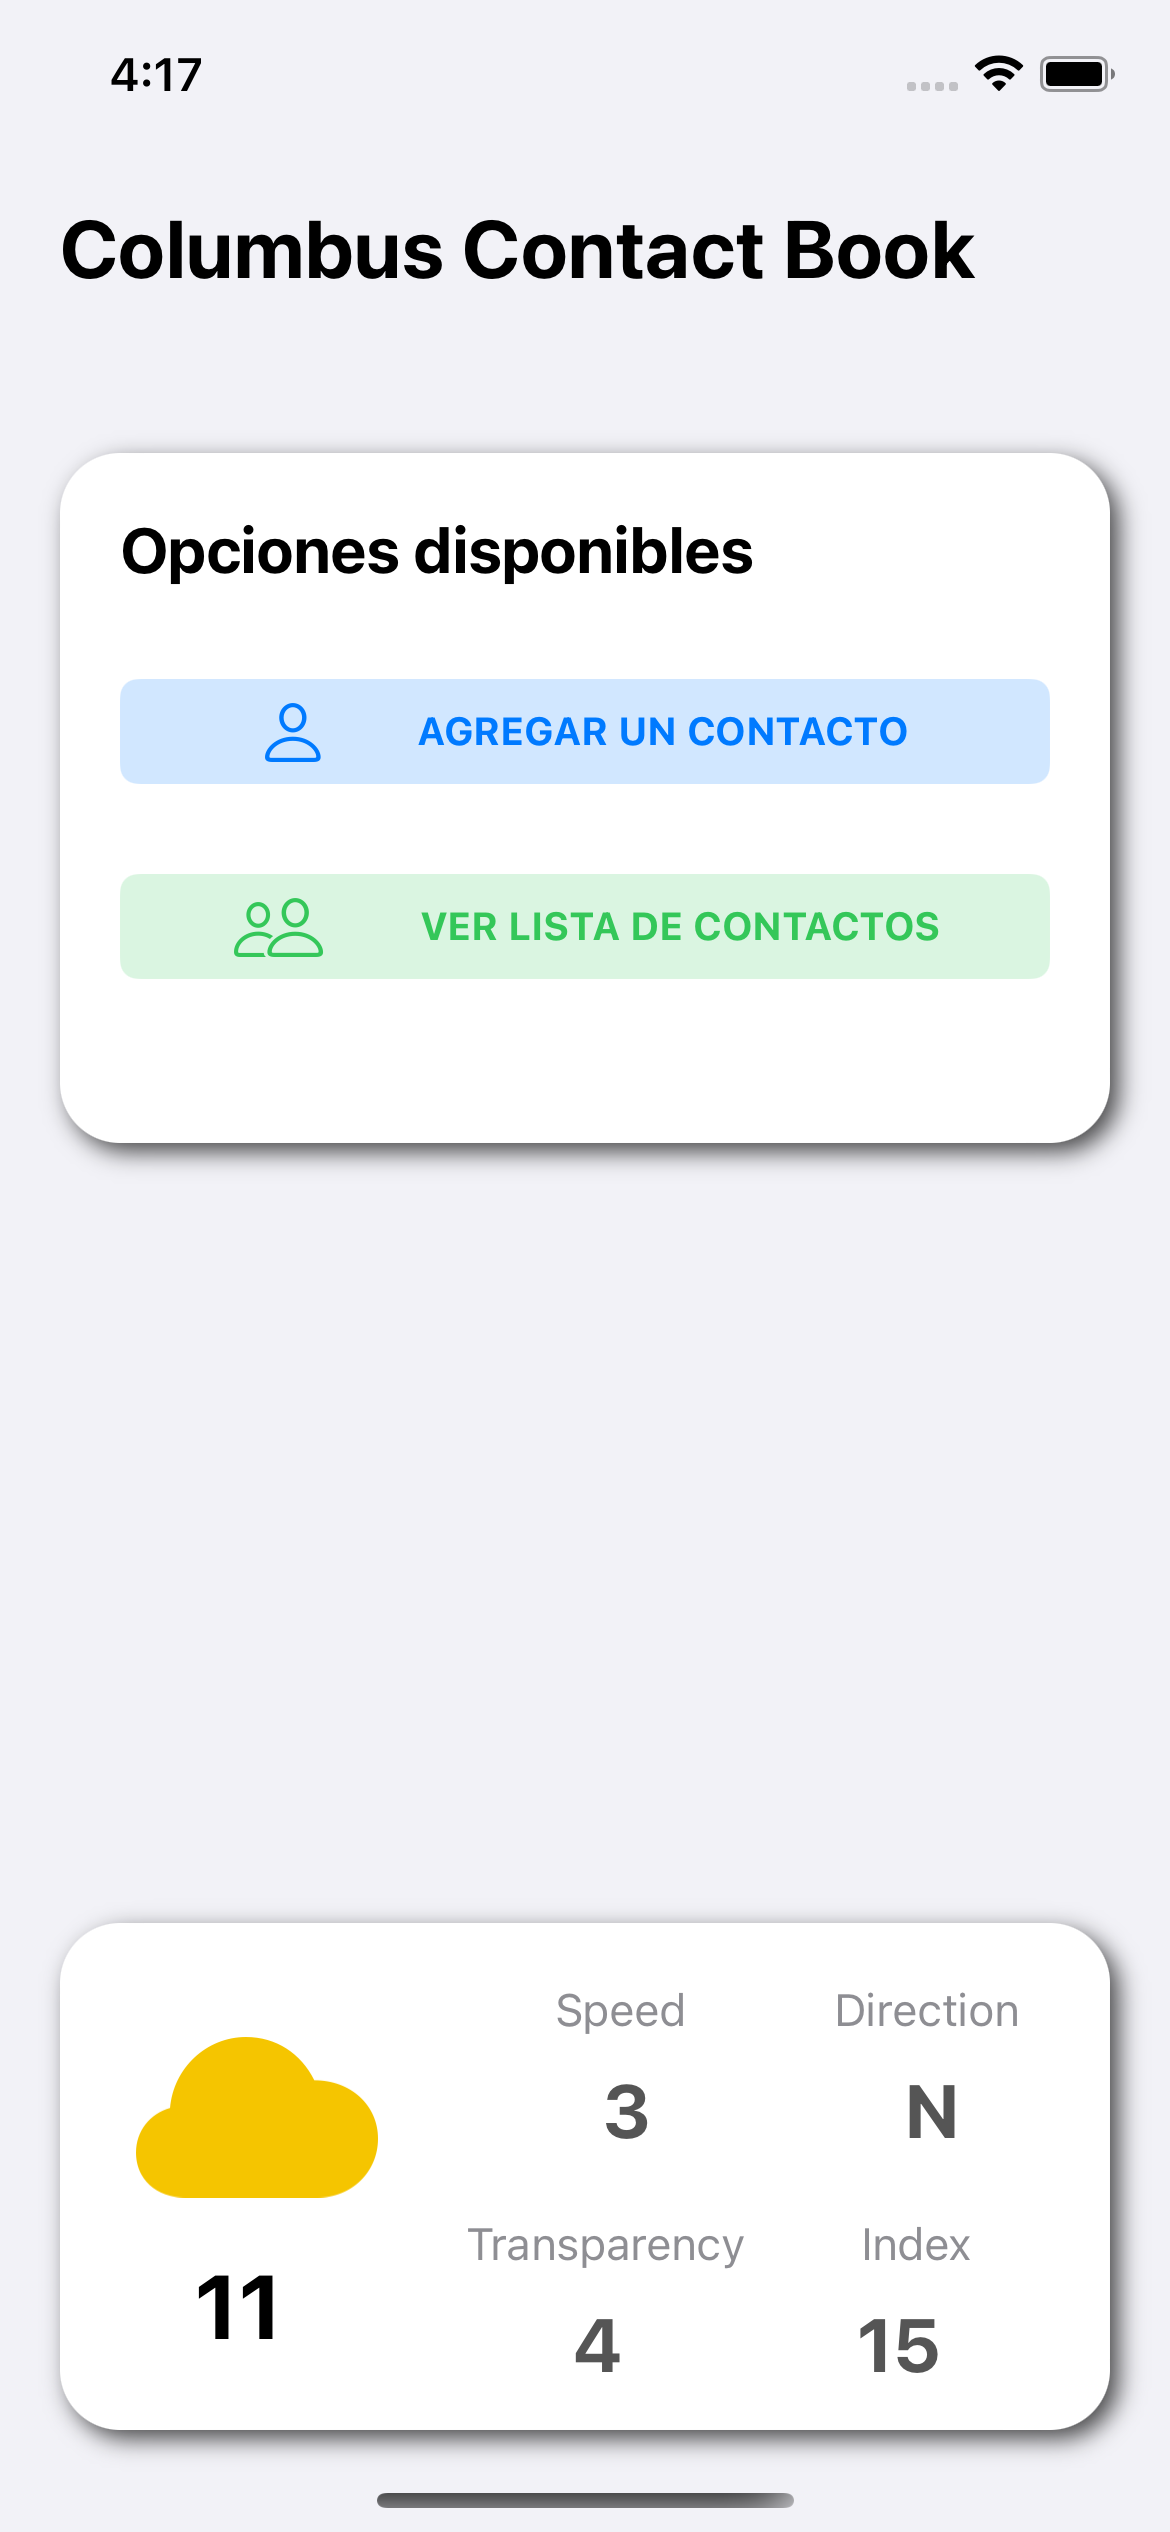 4:17
Columbus Contact Book
Opciones disponibles
AGREGAR UN CONTACTO
VER LISTA DE CONTACTOS
Speed
Direction
3
N
Transparency
Index
11
4
15